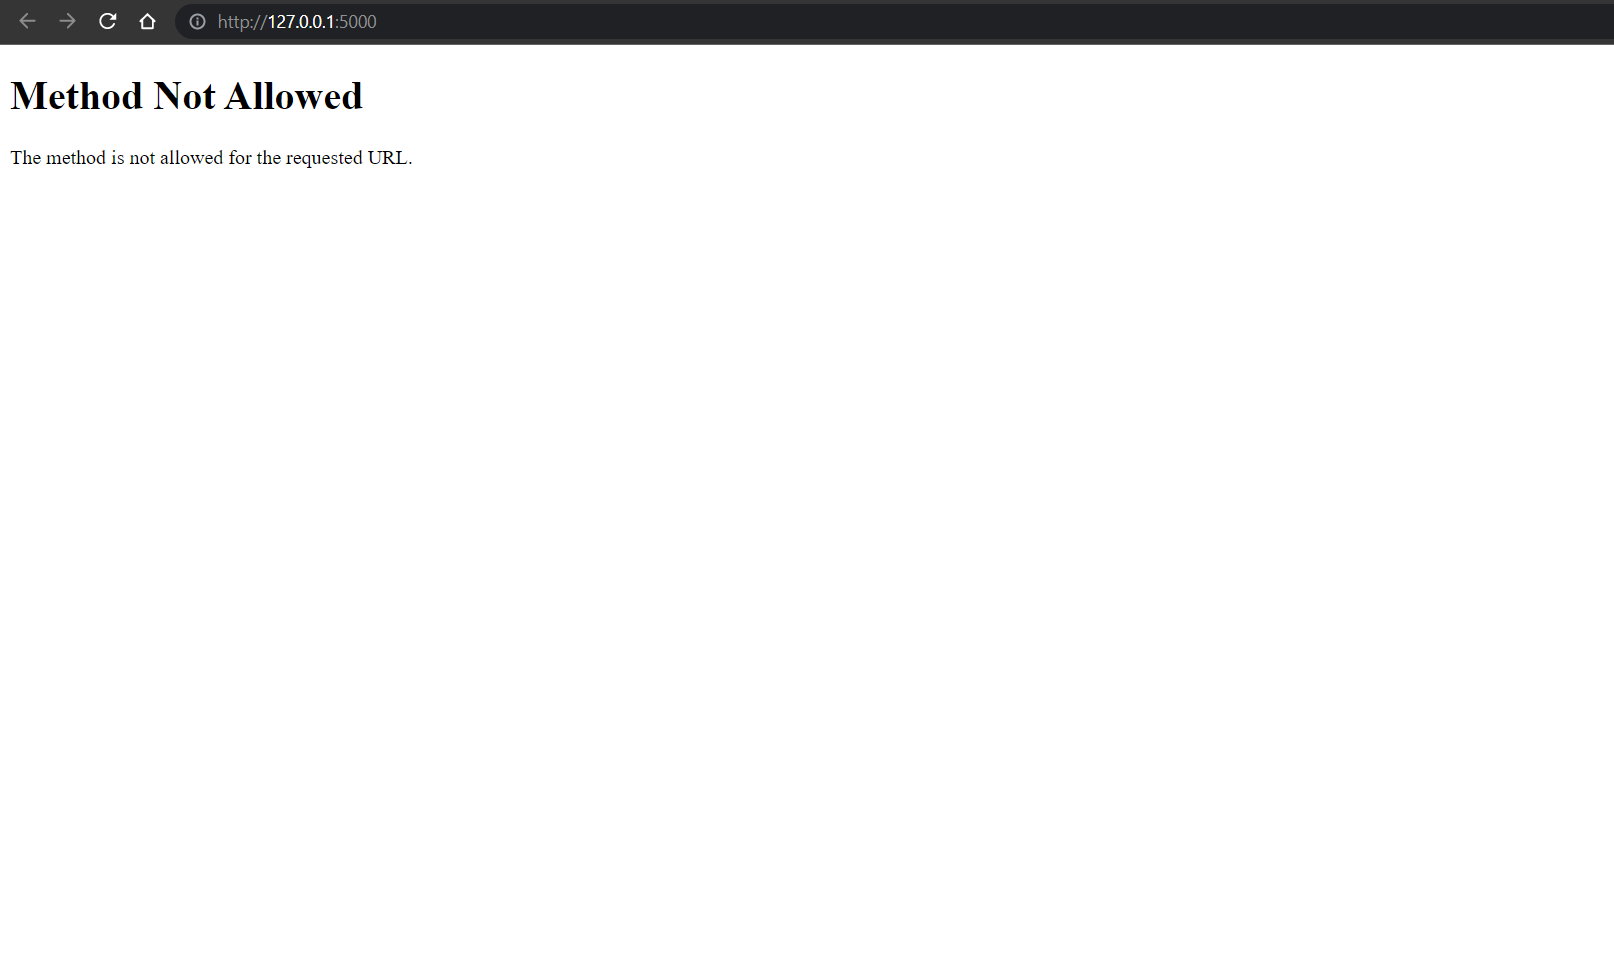 http://127.0.0.1:5000
Method Not Allowed
The method is not allowed for the requested URL.